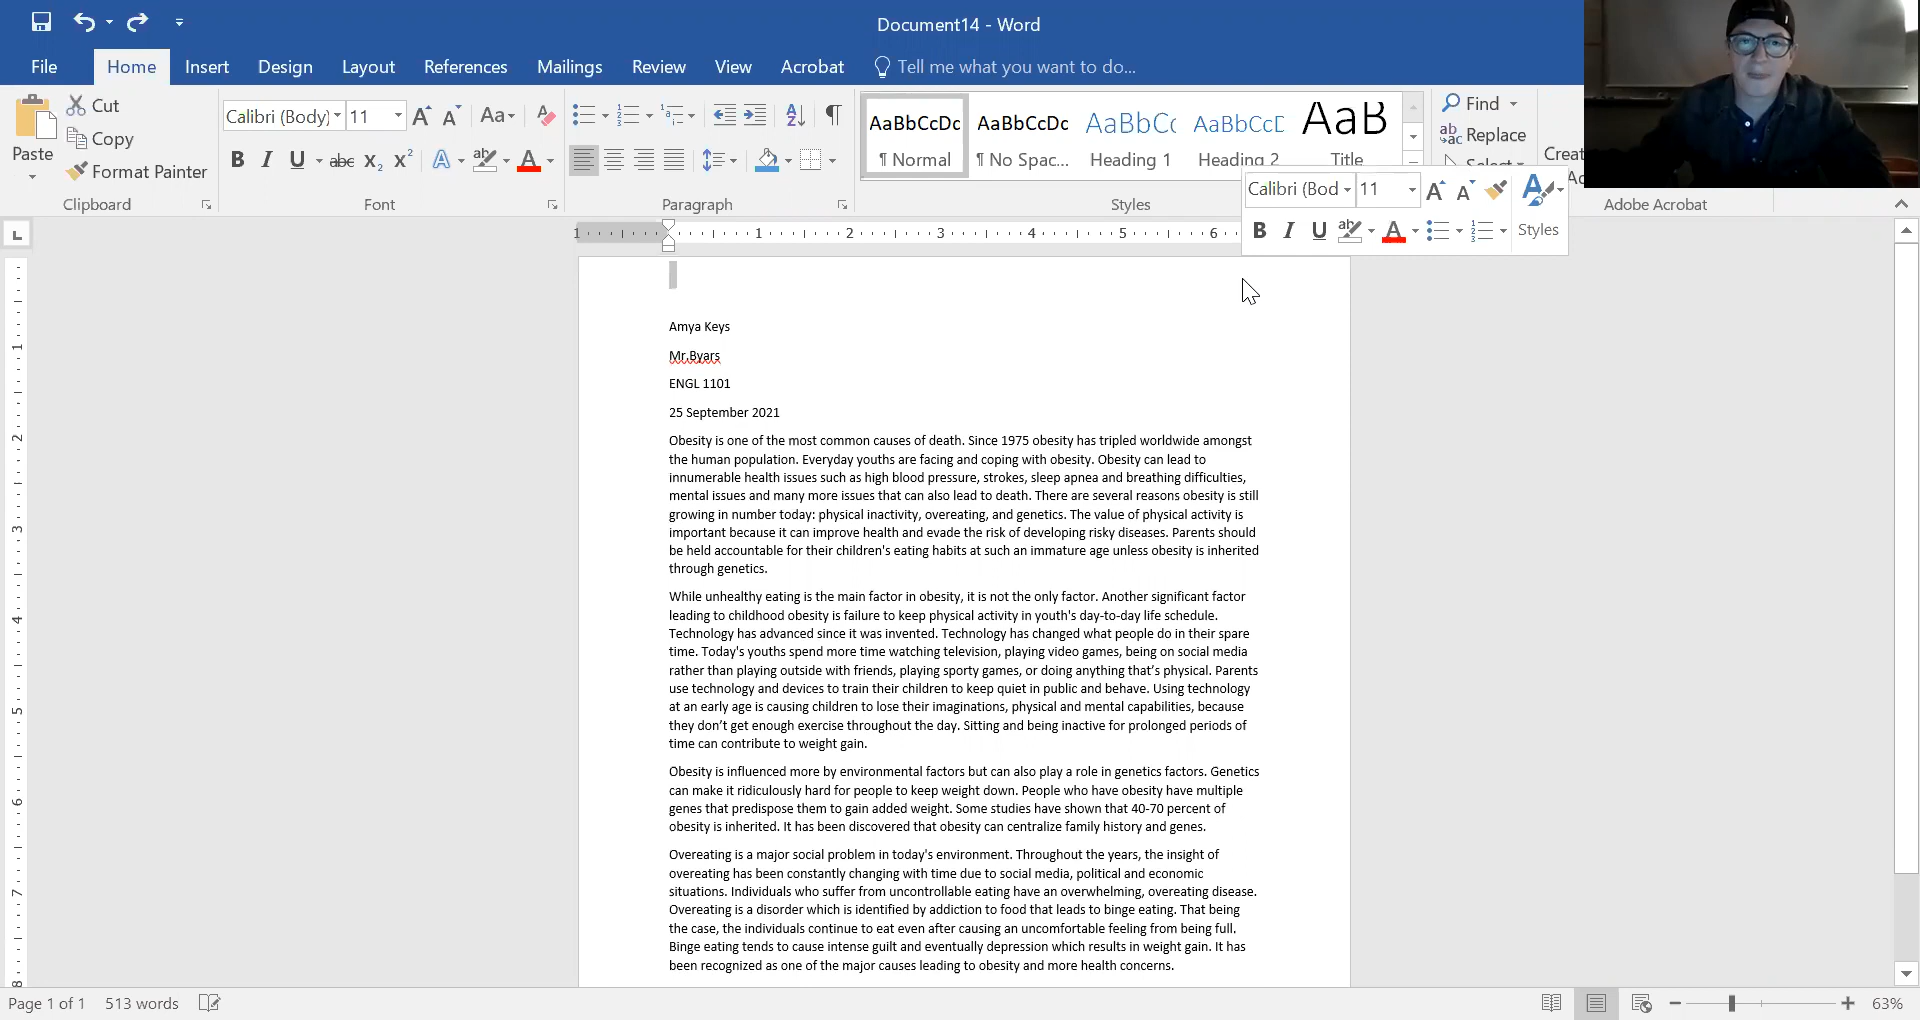 Document14 - Word
File Home Insert Design Layout References Mailings Review View Acrobat Tell me what you want to do...
Paste
Cut
Copy
Format Painter
Clipboard
Calibri (Body) 11
Font
Paragraph
AaBbCcDc AaBbCcDc AaBbCc AaBbCcD AaB
¶ Normal ¶ No Spac... Heading 1 Heading 2 Title
Styles
Find
Replace
Select
Adobe Acrobat
Calibri (Bod 11
Styles
1 1 2 3 4 5 6
Amya Keys
Mr.Byars
ENGL 1101
25 September 2021
Obesity is one of the most common causes of death. Since 1975 obesity has tripled worldwide amongst
the human population. Everyday youths are facing and coping with obesity. Obesity can lead to
innumerable health issues such as high blood pressure, strokes, sleep apnea and breathing difficulties,
mental issues and many more issues that can also lead to death. There are several reasons obesity is still
growing in number today: physical inactivity, overeating, and genetics. The value of physical activity is
important because it can improve health and evade the risk of developing risky diseases. Parents should
be held accountable for their children's eating habits at such an immature age unless obesity is inherited
through genetics.
While unhealthy eating is the main factor in obesity, it is not the only factor. Another significant factor
leading to childhood obesity is failure to keep physical activity in youth's day-to-day life schedule.
Technology has advanced since it was invented. Technology has changed what people do in their spare
time. Today's youths spend more time watching television, playing video games, being on social media
rather than playing outside with friends, playing sporty games, or doing anything that’s physical. Parents
use technology and devices to train their children to keep quiet in public and behave. Using technology
at an early age is causing children to lose their imaginations, physical and mental capabilities, because
they don’t get enough exercise throughout the day. Sitting and being inactive for prolonged periods of
time can contribute to weight gain.
Obesity is influenced more by environmental factors but can also play a role in genetics factors. Genetics
can make it ridiculously hard for people to keep weight down. People who have obesity have multiple
genes that predispose them to gain added weight. Some studies have shown that 40-70 percent of
obesity is inherited. It has been discovered that obesity can centralize family history and genes.
Overeating is a major social problem in today's environment. Throughout the years, the insight of
overeating has been constantly changing with time due to social media, political and economic
situations. Individuals who suffer from uncontrollable eating have an overwhelming, overeating disease.
Overeating is a disorder which is identified by addiction to food that leads to binge eating. That being
the case, the individuals continue to eat even after causing an uncomfortable feeling from being full.
Binge eating tends to cause intense guilt and eventually depression which results in weight gain. It has
been recognized as one of the major causes leading to obesity and more health concerns.
Page 1 of 1 513 words 63%